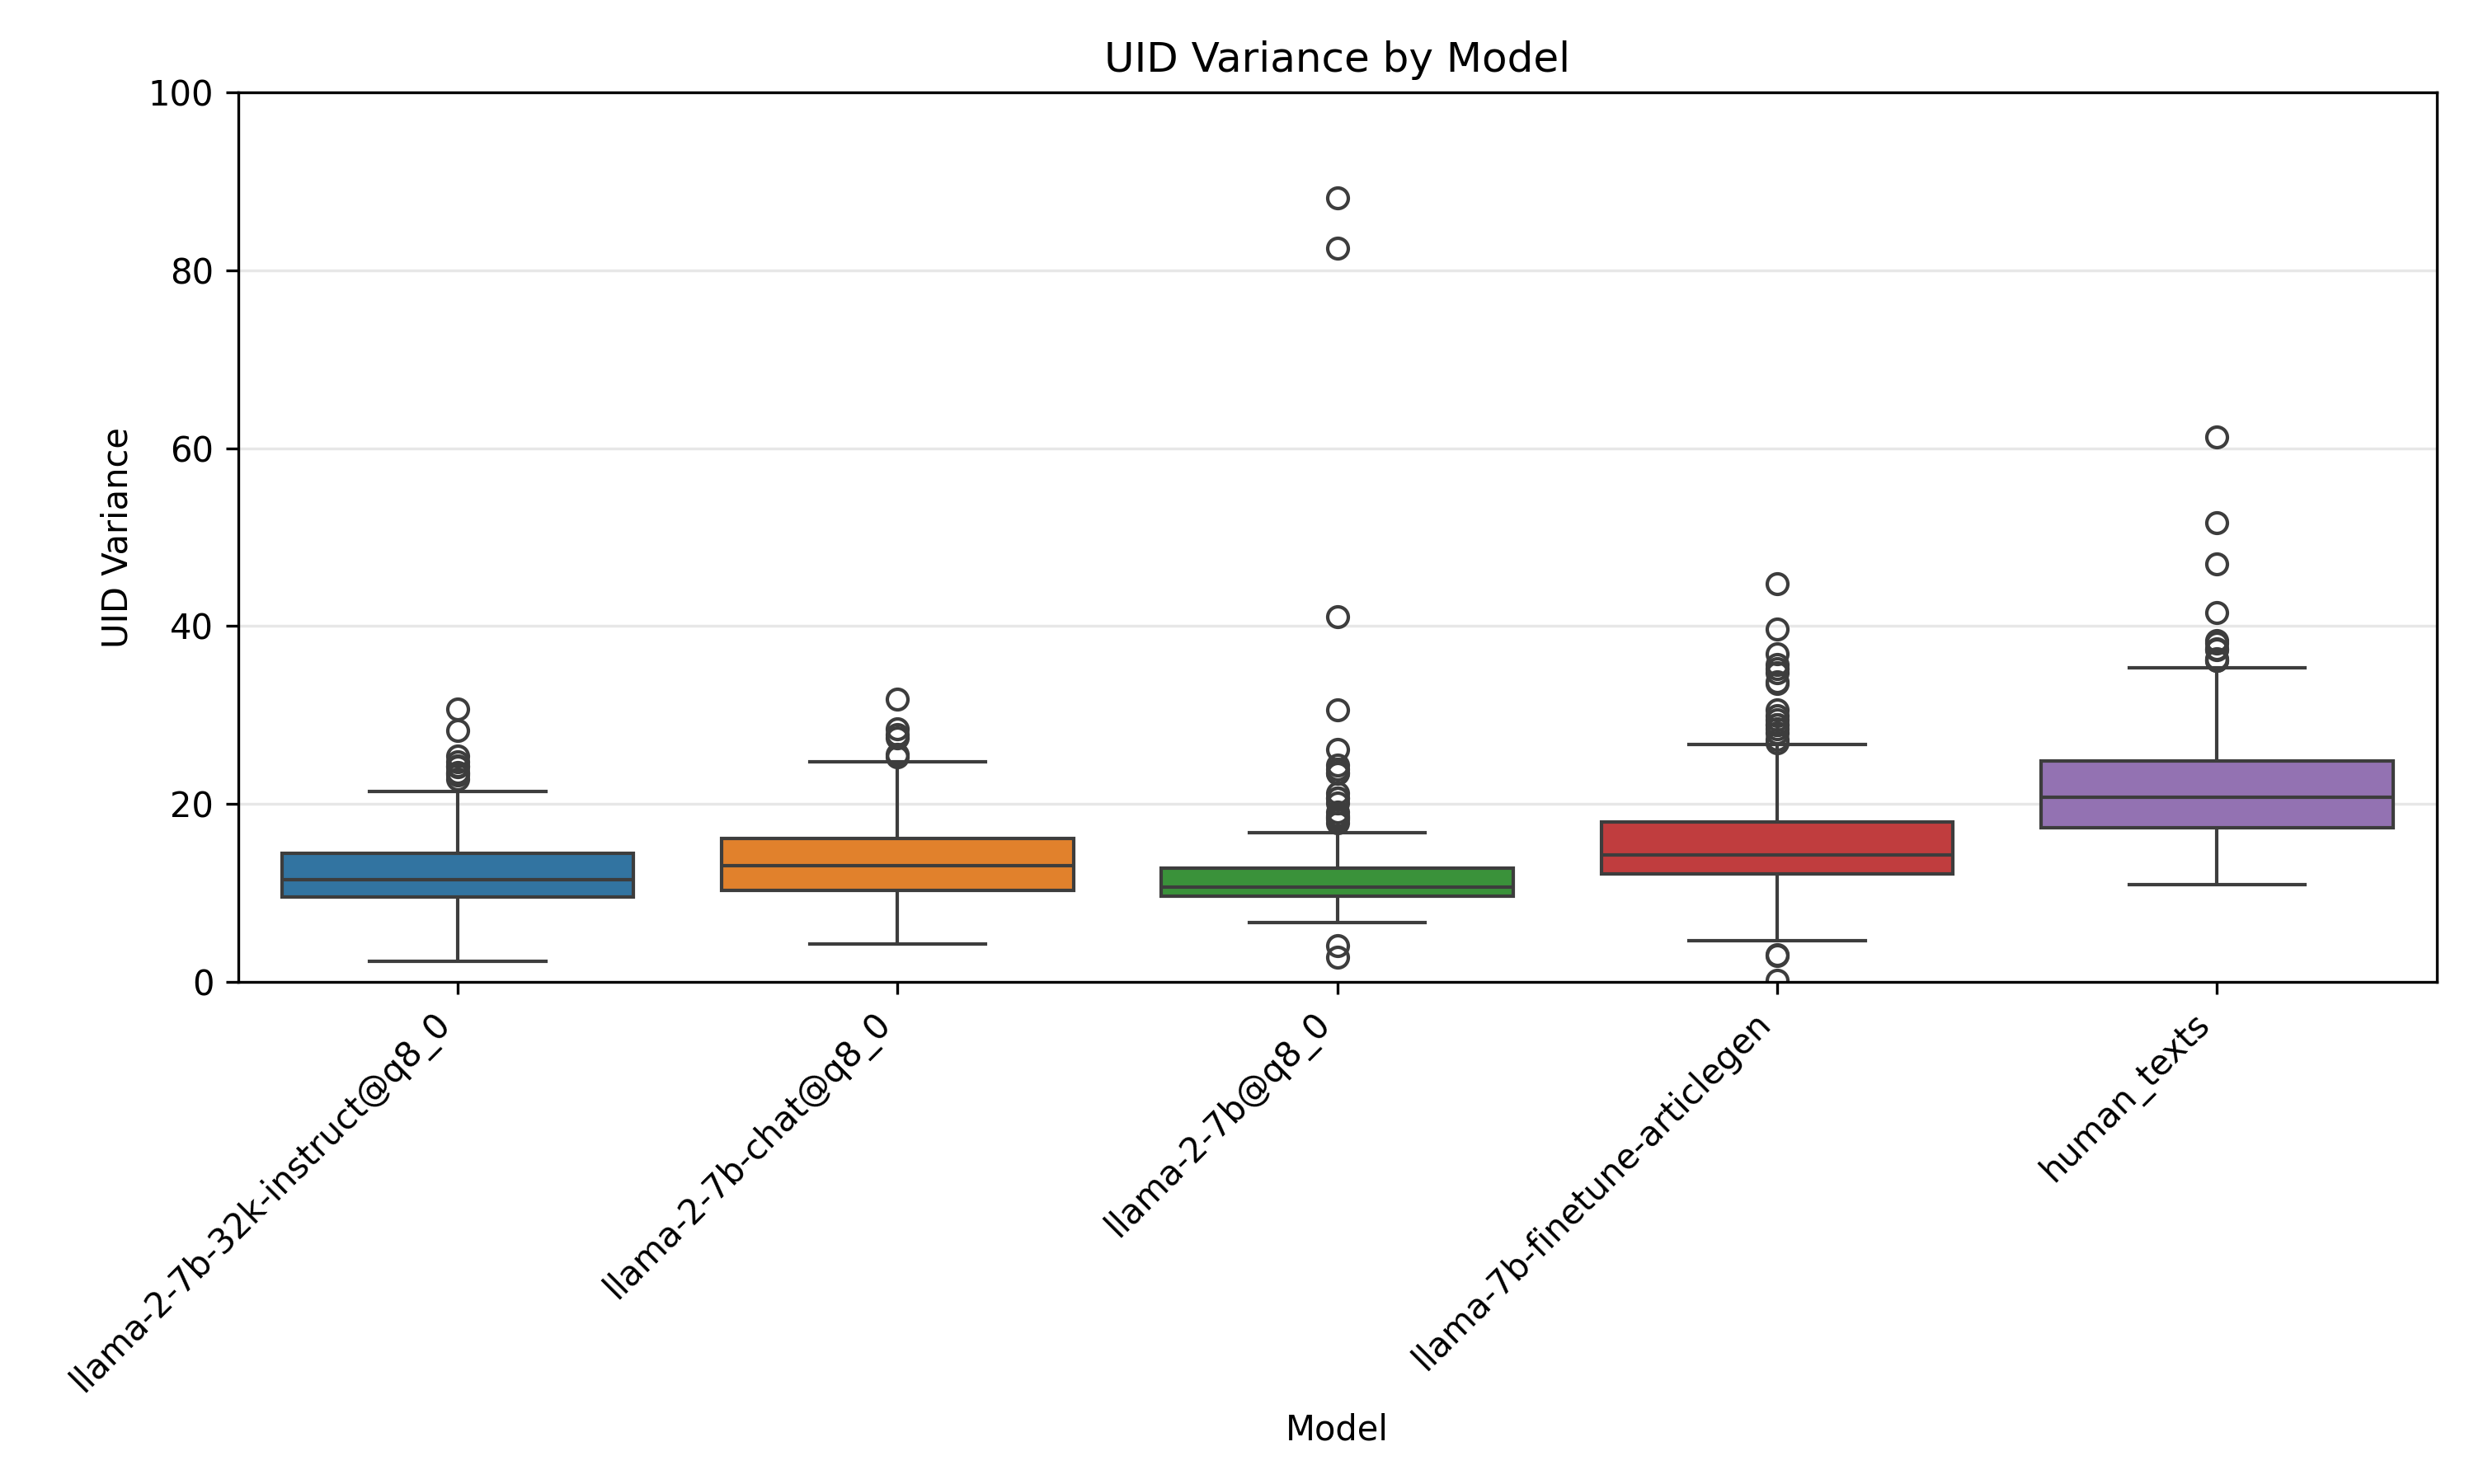 UID Variance by Model
100
80
60
40
20
0
UID Variance
llama-2-7b-32k-instruct@q8_0
llama-2-7b-chat@q8_0
llama-2-7b@q8_0
llama-7b-finetune-articlegen
human_texts
Model